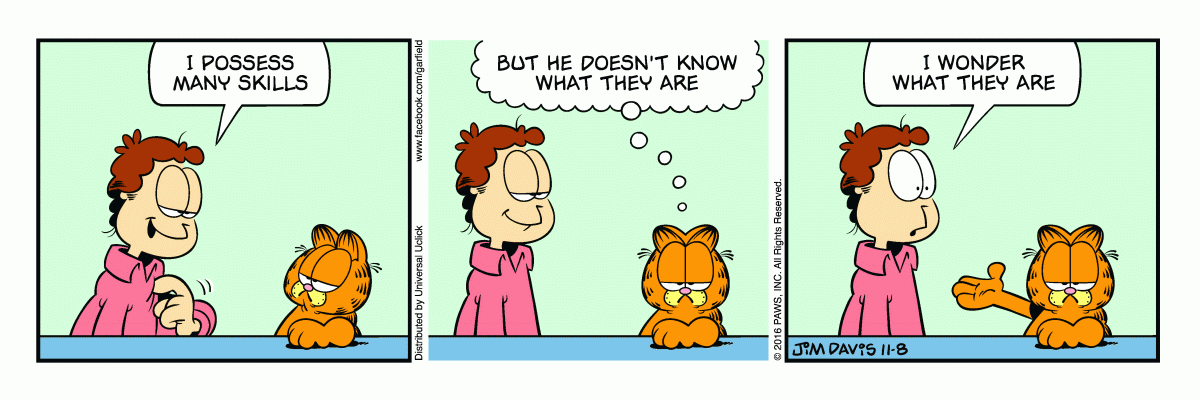 I POSSESS
MANY SKILLS
www.facebook.com/garfield
Distributed by Universal Uclick
BUT HE DOESN'T KNOW
WHAT THEY ARE
© 2016 PAWS, INC. All Rights Reserved.
I WONDER
WHAT THEY ARE
JIM DAVIS 11-8